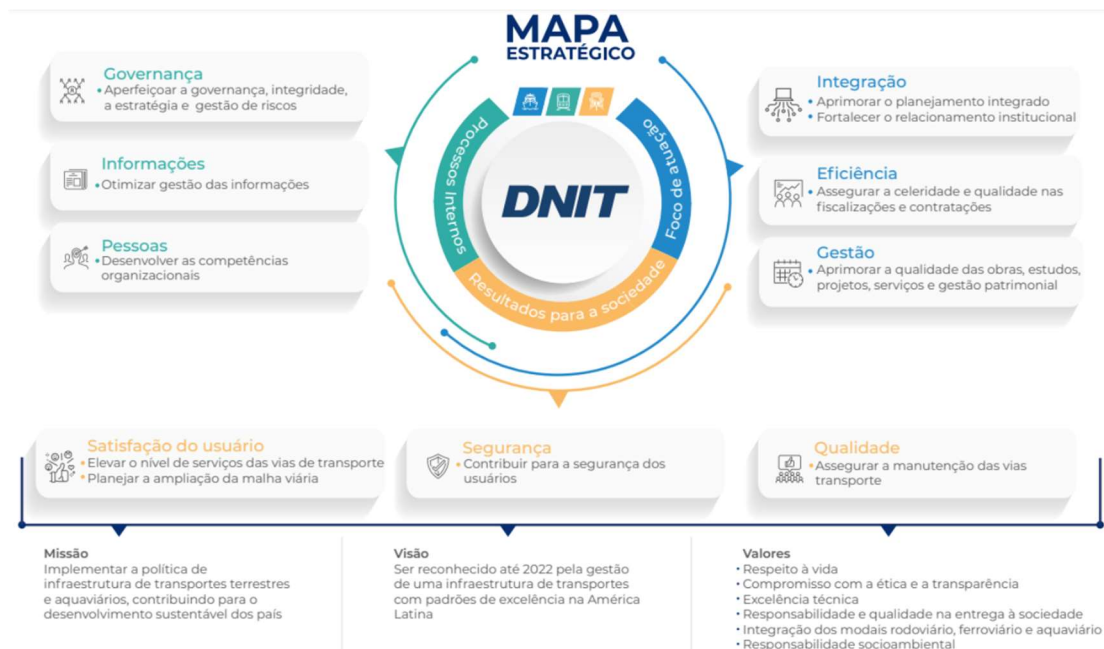 MAPA
ESTRATÉGICO
Governança
• Aperfeiçoar a governança, integridade,
a estratégia e gestão de riscos
Informações
• Otimizar gestão das informações
Pessoas
• Desenvolver as competências
organizacionais
Processos Internos
Foco de atuação
Resultados para a sociedade
DNIT
Integração
• Aprimorar o planejamento integrado
• Fortalecer o relacionamento institucional
Eficiência
• Assegurar a celeridade e qualidade nas
fiscalizações e contratações
Gestão
• Aprimorar a qualidade das obras, estudos,
projetos, serviços e gestão patrimonial
Satisfação do usuário
• Elevar o nível de serviços das vias de transporte
• Planejar a ampliação da malha viária
Segurança
• Contribuir para a segurança dos
usuários
Qualidade
• Assegurar a manutenção das vias
transporte
Missão
Implementar a política de
infraestrutura de transportes terrestres
e aquaviários, contribuindo para o
desenvolvimento sustentável dos país
Visão
Ser reconhecido até 2022 pela gestão
de uma infraestrutura de transportes
com padrões de excelência na América
Latina
Valores
• Respeito à vida
• Compromisso com a ética e a transparência
• Excelência técnica
• Responsabilidade e qualidade na entrega à sociedade
• Integração dos modais rodoviário, ferroviário e aquaviário
• Responsabilidade socioambiental